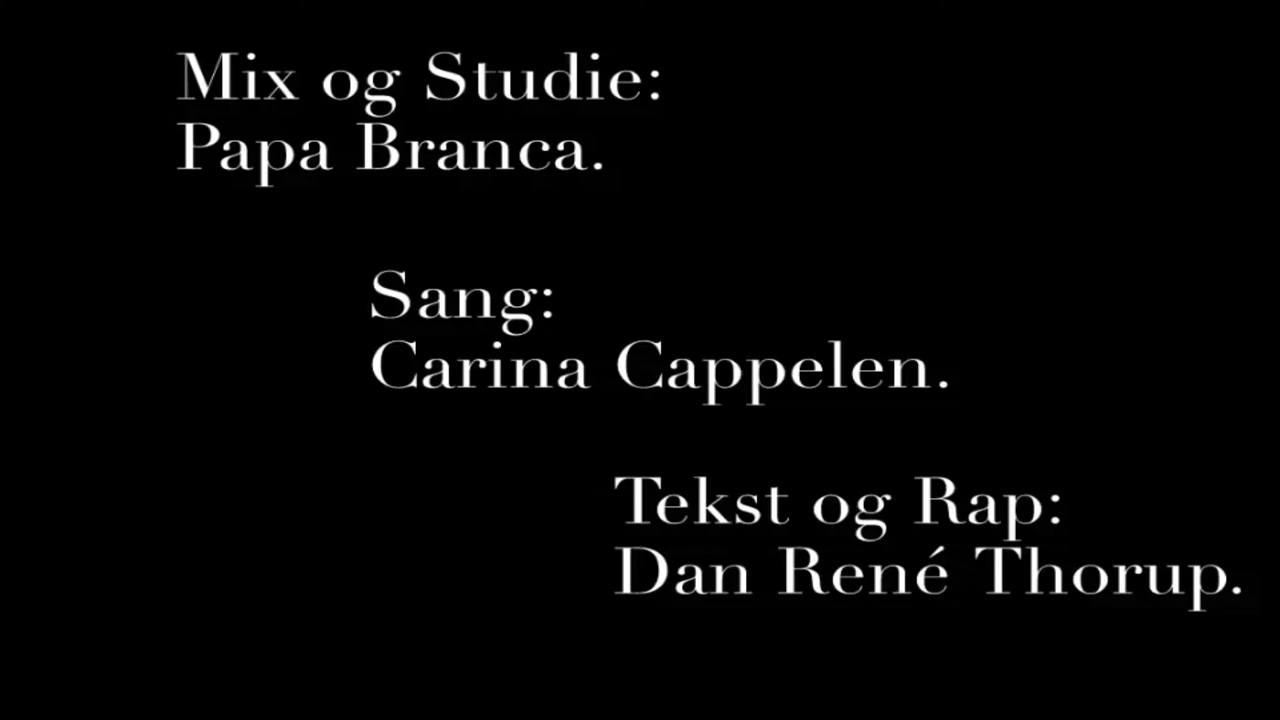 Mix og Studie:
Papa Branca.
Sang:
Carina Cappelen.
Tekst og Rap:
Dan René Thorup.